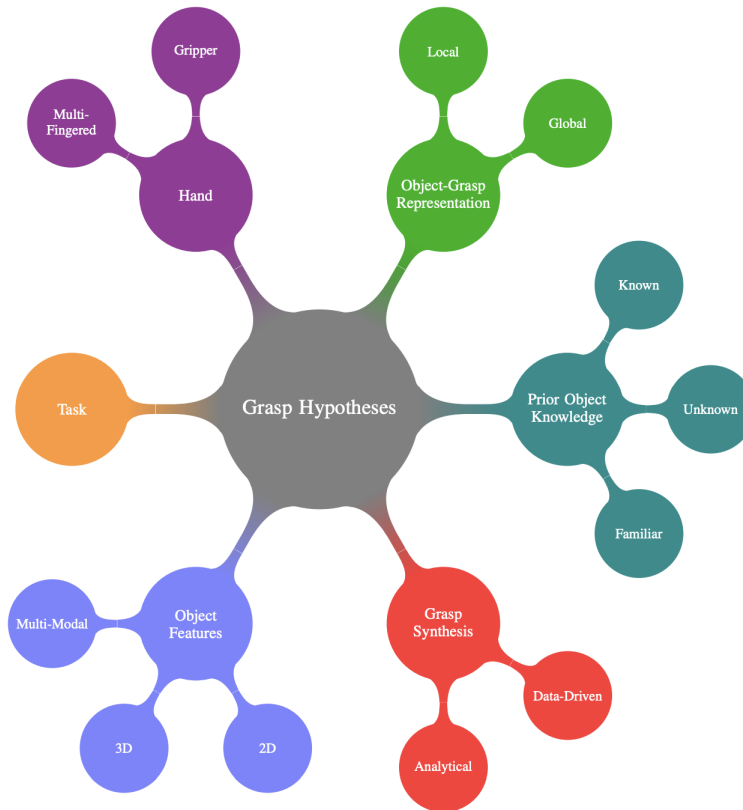 Gripper
Local
Multi-
Fingered
Global
Hand
Object-Grasp
Representation
Known
Task
Grasp Hypotheses
Prior Object
Knowledge
Unknown
Familiar
Multi-Modal
Object
Features
Grasp
Synthesis
Data-Driven
3D
2D
Analytical